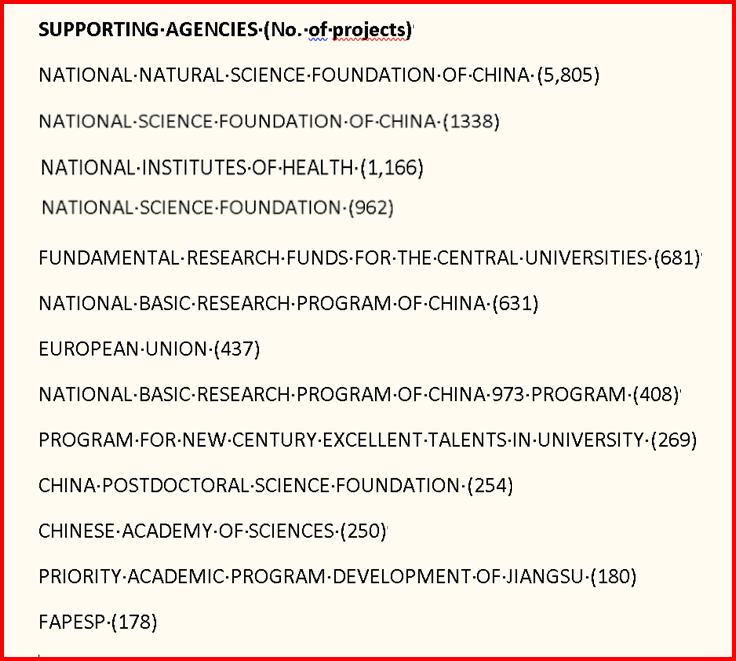 SUPPORTING·AGENCIES·(No.·of·projects)
NATIONAL·NATURAL·SCIENCE·FOUNDATION·OF·CHINA·(5,805)
NATIONAL·SCIENCE·FOUNDATION·OF·CHINA·(1338)
NATIONAL·INSTITUTES·OF·HEALTH·(1,166)
NATIONAL·SCIENCE·FOUNDATION·(962)
FUNDAMENTAL·RESEARCH·FUNDS·FOR·THE·CENTRAL·UNIVERSITIES·(681)
NATIONAL·BASIC·RESEARCH·PROGRAM·OF·CHINA·(631)
EUROPEAN·UNION·(437)
NATIONAL·BASIC·RESEARCH·PROGRAM·OF·CHINA·973·PROGRAM·(408)
PROGRAM·FOR·NEW·CENTURY·EXCELLENT·TALENTS·IN·UNIVERSITY·(269)
CHINA·POSTDOCTORAL·SCIENCE·FOUNDATION·(254)
CHINESE·ACADEMY·OF·SCIENCES·(250)
PRIORITY·ACADEMIC·PROGRAM·DEVELOPMENT·OF·JIANGSU·(180)
FAPESP·(178)